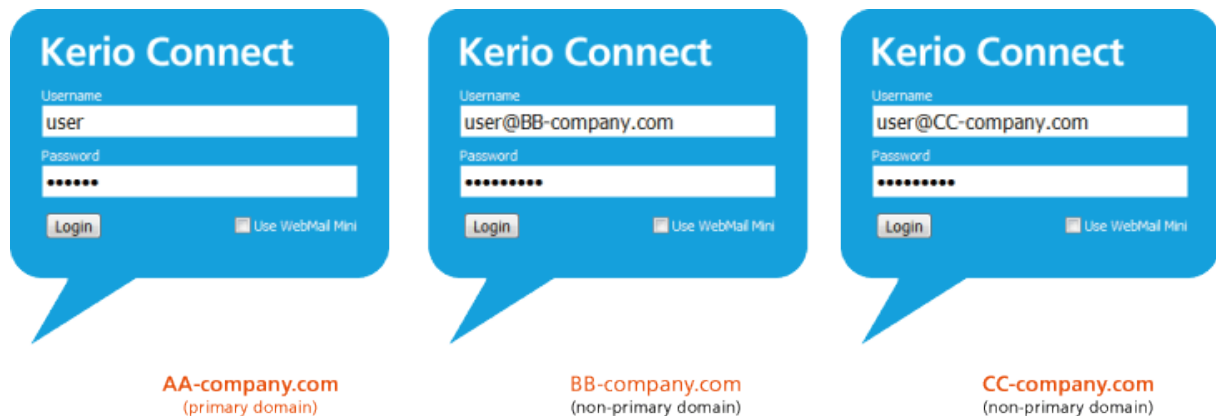 Kerio Connect
Username
user
Password
••••••
Login
Use WebMail Mini
AA-company.com
(primary domain)
Kerio Connect
Username
user@BB-company.com
Password
•••••••••
Login
Use WebMail Mini
BB-company.com
(non-primary domain)
Kerio Connect
Username
user@CC-company.com
Password
•••••••••
Login
Use WebMail Mini
CC-company.com
(non-primary domain)